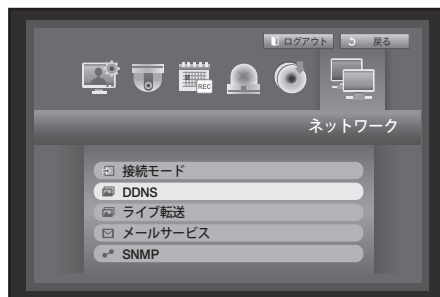 ログアウト 戻る
REC
ネットワーク
接続モード
DDNS
ライブ転送
メールサービス
SNMP